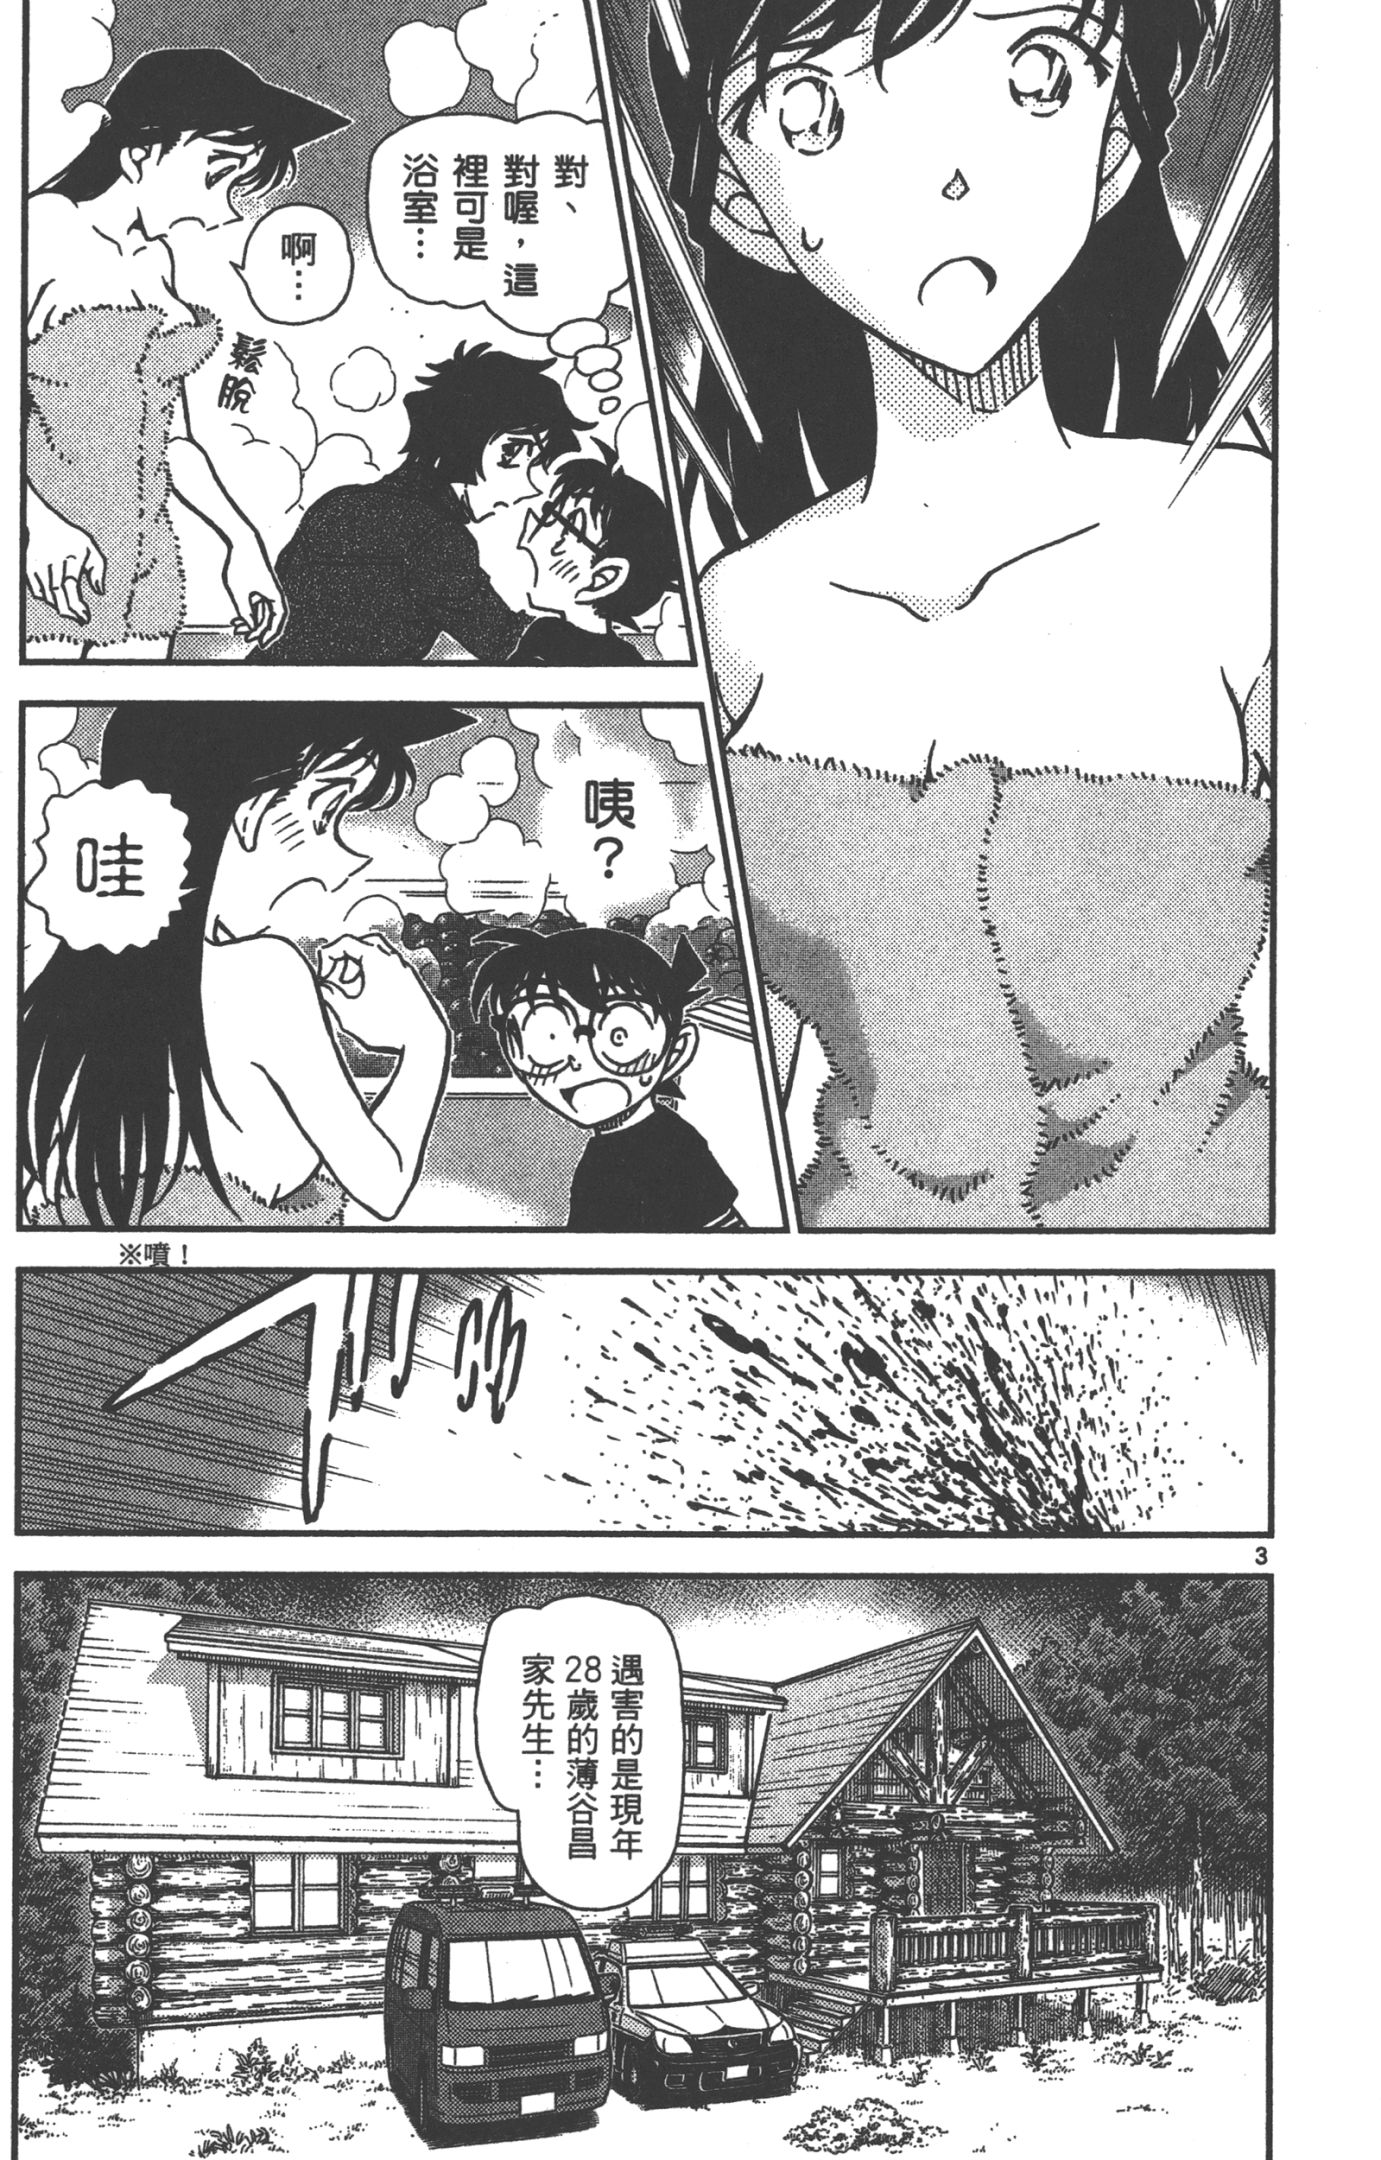 對、
對喔，這
裡可是
浴室…
啊…
鬆脫
咦？
哇
※噴！
3
遇害的是現年
28歲的薄谷昌
家先生…